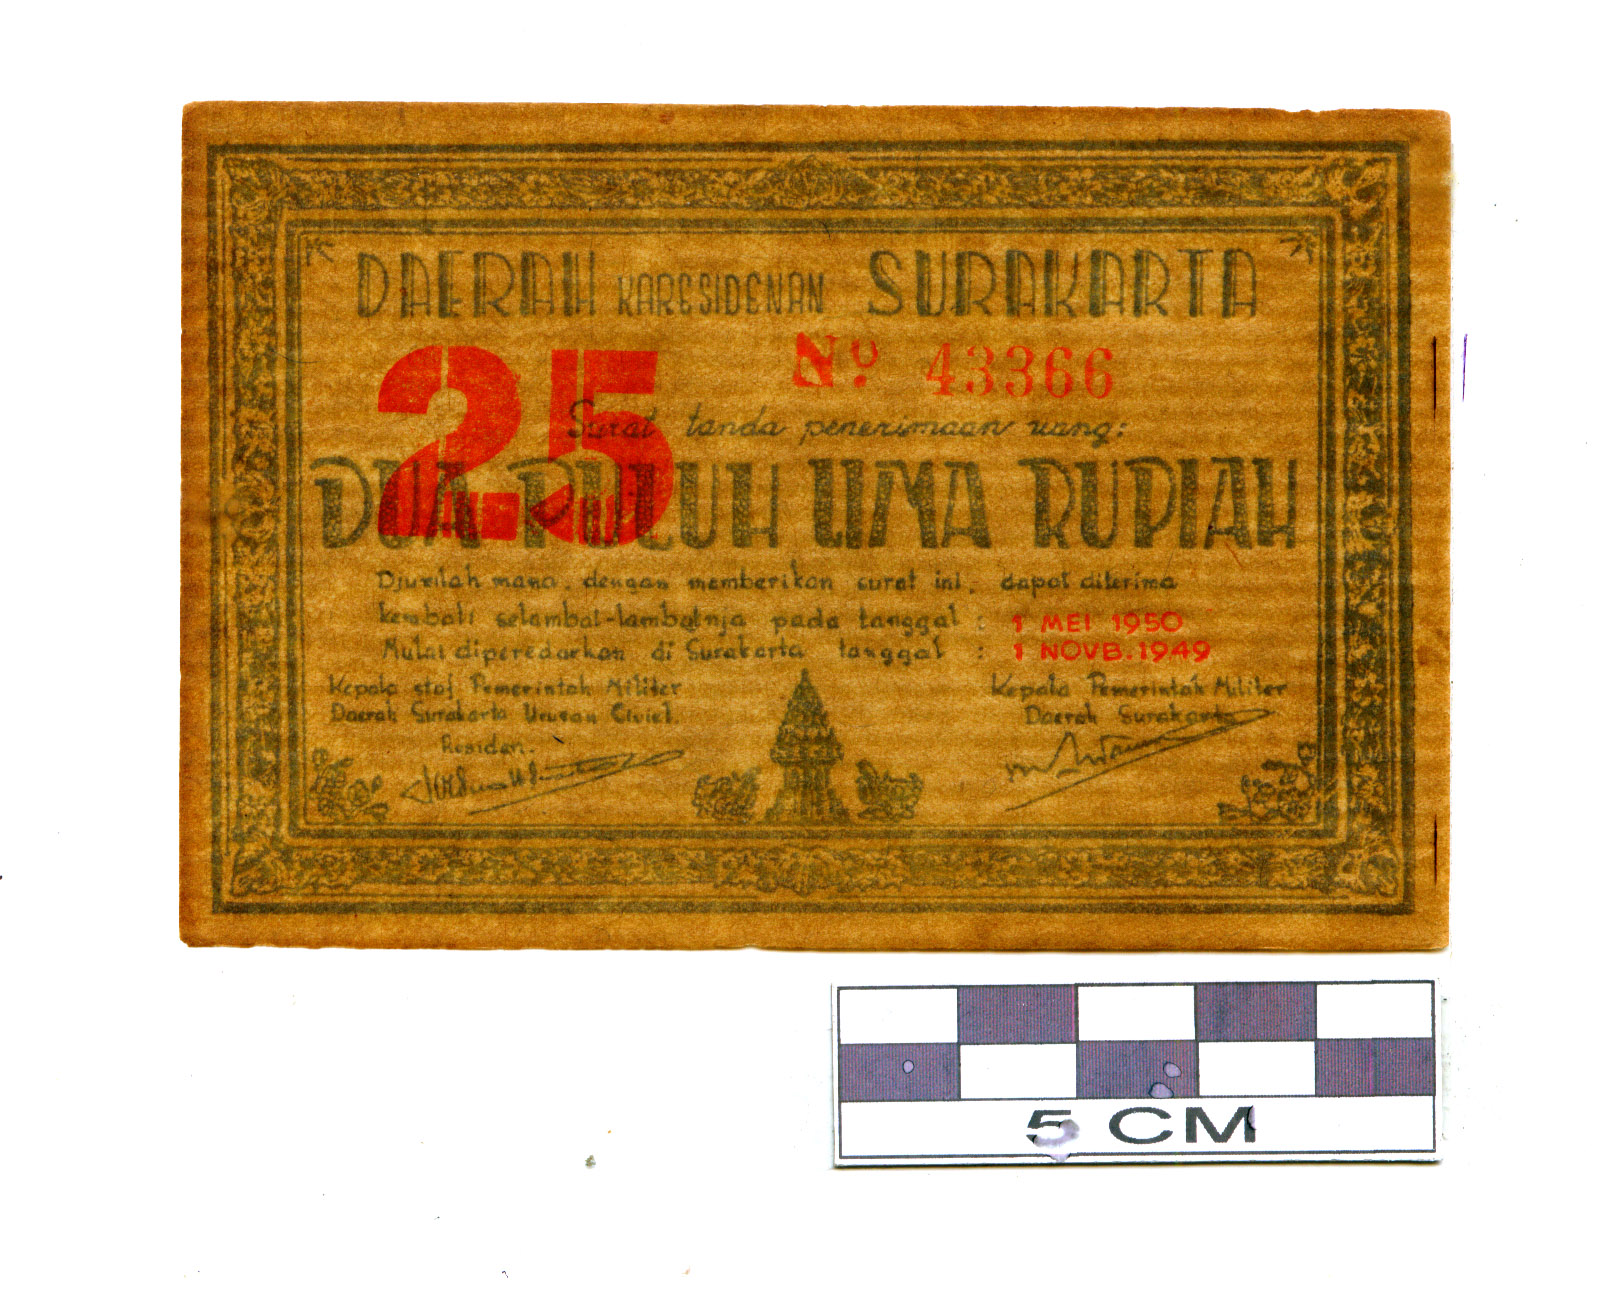 DAERAH KARESIDENAN SURAKARTA
25
No 43366
Surat tanda penerimaan uang:
DUA PULUH LIMA RUPIAH
Djumlah mana, dengan memberikan surat ini, dapat diterima
kembali selambat-lambatnja pada tanggal : 1 MEI 1950
Mulai diperedarkan di Surakarta tanggal : 1 NOVB. 1949
Kepala staf Pemerintah Militer
Daerah Surakarta Urusan Civiel.
Residen.
Kepala Pemerintah Militer
Daerah Surakarta
5 CM